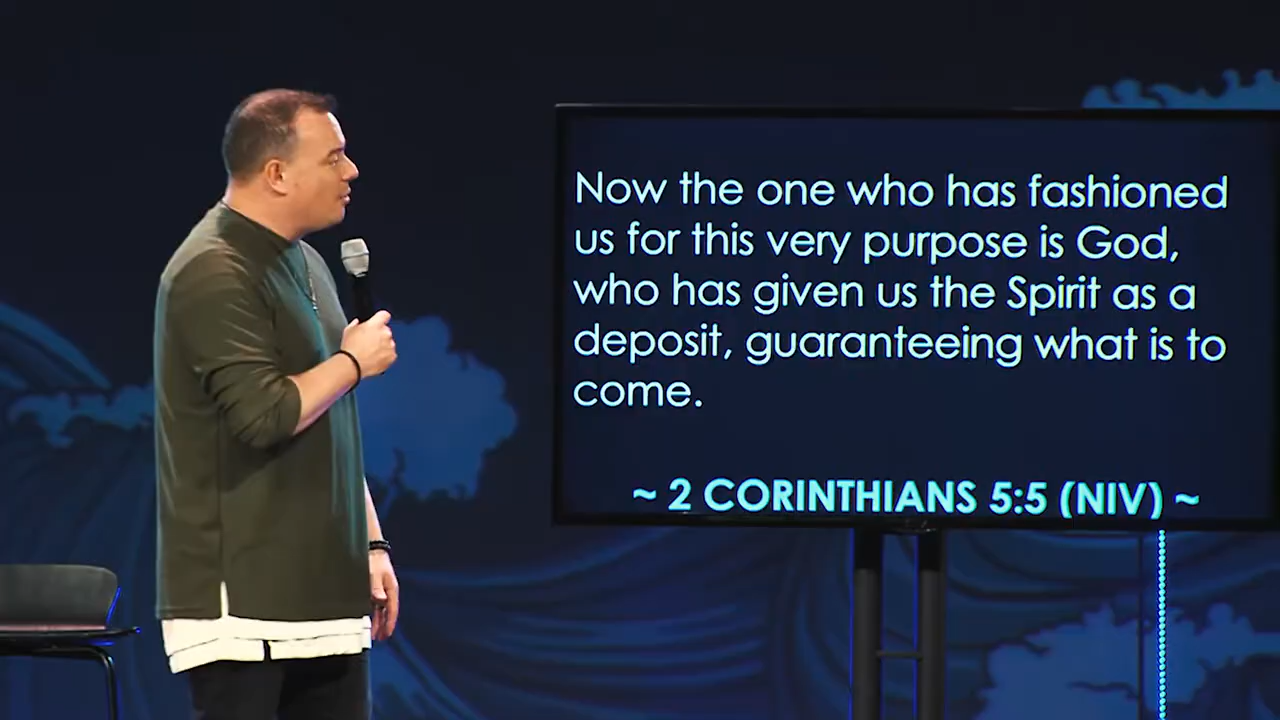 Now the one who has fashioned
us for this very purpose is God,
who has given us the Spirit as a
deposit, guaranteeing what is to
come.
~ 2 CORINTHIANS 5:5 (NIV) ~